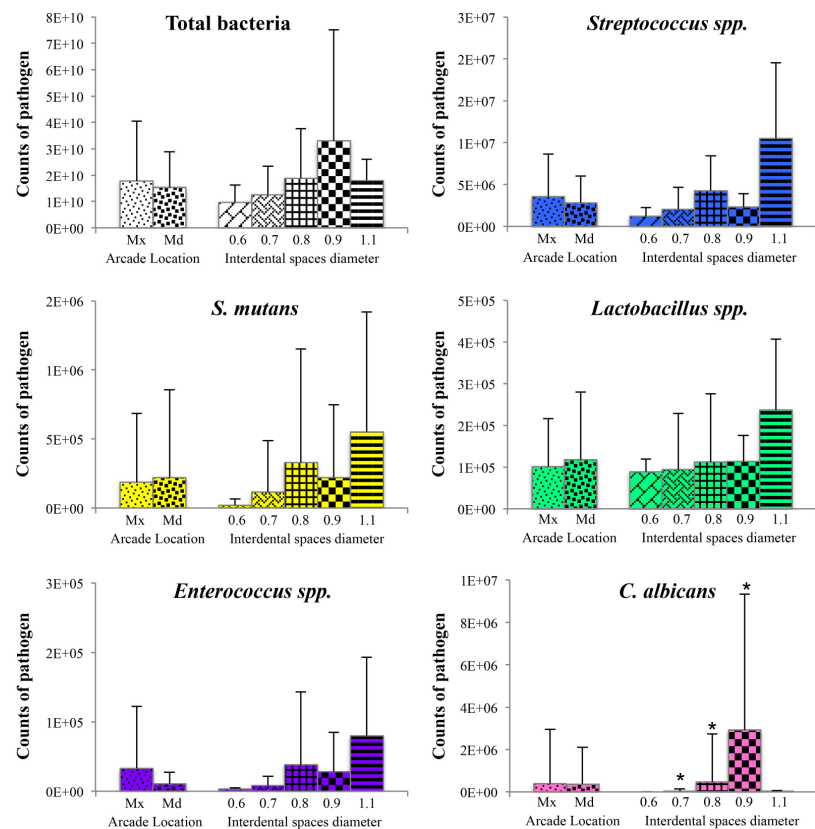 Total bacteria
Counts of pathogen
8E+10
7E+10
6E+10
5E+10
4E+10
3E+10
2E+10
1E+10
0E+00
Mx Md 0.6 0.7 0.8 0.9 1.1
Arcade Location Interdental spaces diameter
Streptococcus spp.
Counts of pathogen
3E+07
2E+07
2E+07
1E+07
5E+06
0E+00
Mx Md 0.6 0.7 0.8 0.9 1.1
Arcade Location Interdental spaces diameter
S. mutans
Counts of pathogen
2E+06
1E+06
5E+05
0E+00
Mx Md 0.6 0.7 0.8 0.9 1.1
Arcade Location Interdental spaces diameter
Lactobacillus spp.
Counts of pathogen
5E+05
4E+05
3E+05
2E+05
1E+05
0E+00
Mx Md 0.6 0.7 0.8 0.9 1.1
Arcade Location Interdental spaces diameter
Enterococcus spp.
Counts of pathogen
3E+05
2E+05
1E+05
0E+00
Mx Md 0.6 0.7 0.8 0.9 1.1
Arcade Location Interdental spaces diameter
C. albicans
Counts of pathogen
1E+07
8E+06
6E+06
4E+06
2E+06
0E+00
* * *
Mx Md 0.6 0.7 0.8 0.9 1.1
Arcade Location Interdental spaces diameter